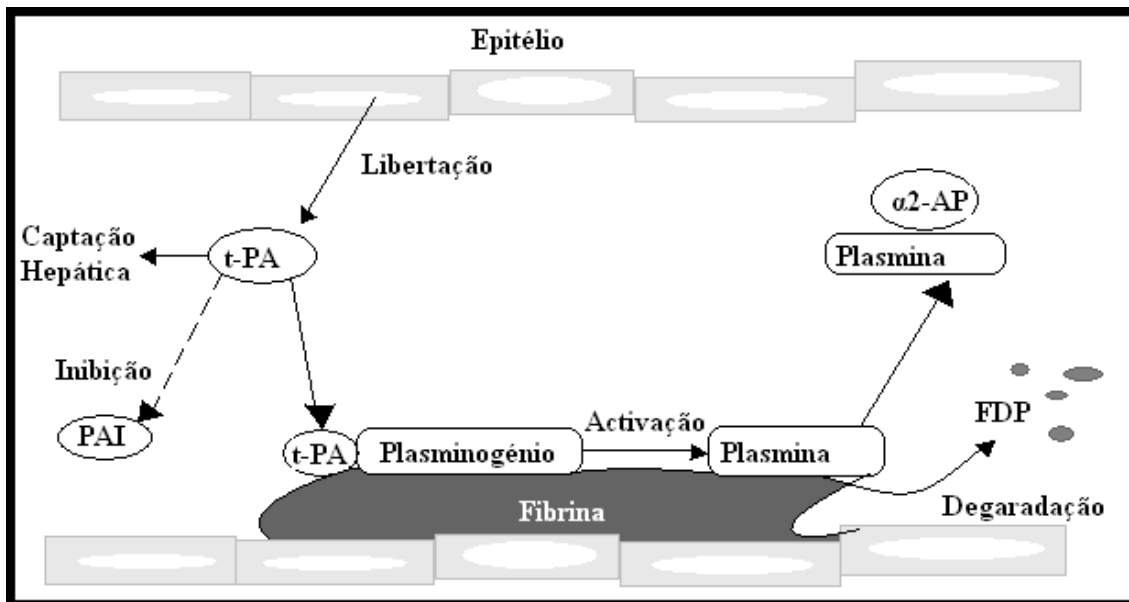 Epitélio
Libertação
α2-AP
Captação
Hepática
t-PA
Plasmina
Inibição
PAI
t-PA
Plasminogénio
Activação
Plasmina
FDP
Fibrina
Degaradação